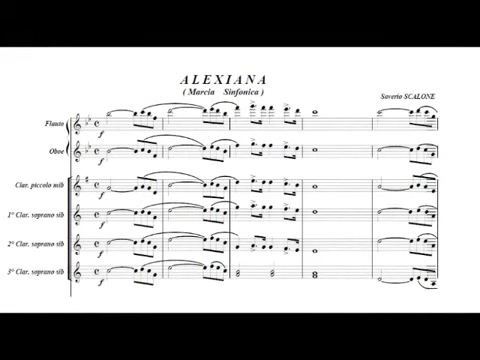 ALEXIANA
( Marcia Sinfonica )
Saverio SCALONE
Flauto
Oboe
Clar. piccolo mib
1° Clar. soprano sib
2° Clar. soprano sib
3° Clar. soprano sib
f
f
f
f
f
f